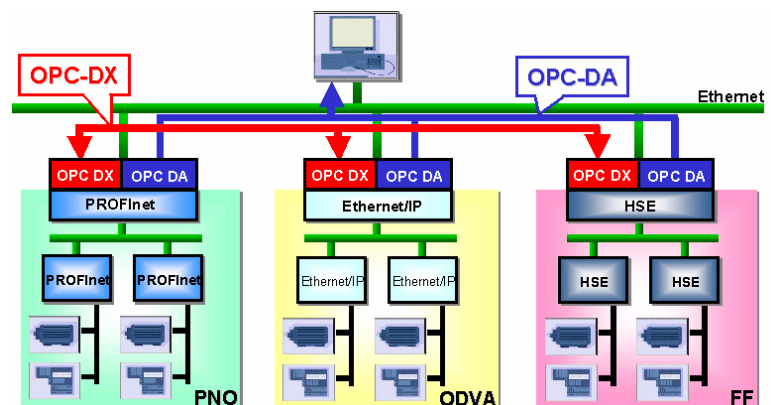 OPC-DX
OPC-DA
Ethernet
OPC DX OPC DA
OPC DX OPC DA
OPC DX OPC DA
PROFInet
Ethernet/IP
HSE
PROFInet PROFInet
Ethernet/IP Ethernet/IP
HSE HSE
PNO
ODVA
FF